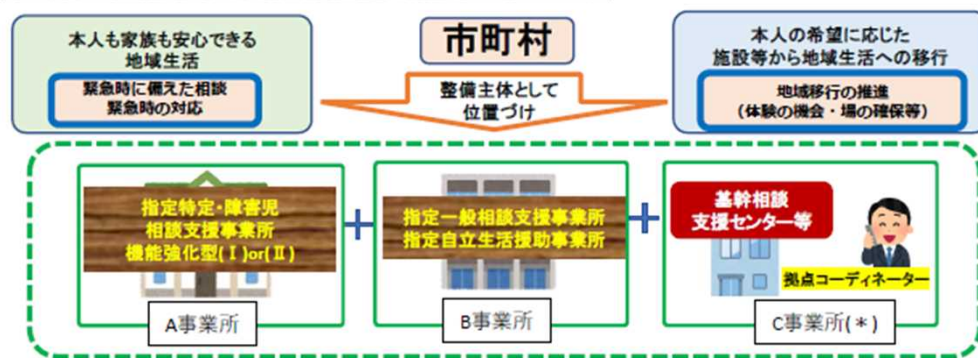 本人も家族も安心できる
地域生活
緊急時に備えた相談
緊急時の対応
市町村
整備主体として
位置づけ
本人の希望に応じた
施設等から地域生活への移行
地域移行の推進
（体験の機会・場の確保等）
指定特定・障害児
相談支援事業所
機能強化型(Ⅰ)or(Ⅱ)
A事業所
+
指定一般相談支援事業所
指定自立生活援助事業所
B事業所
+
基幹相談
支援センター等
拠点コーディネーター
C事業所(＊)